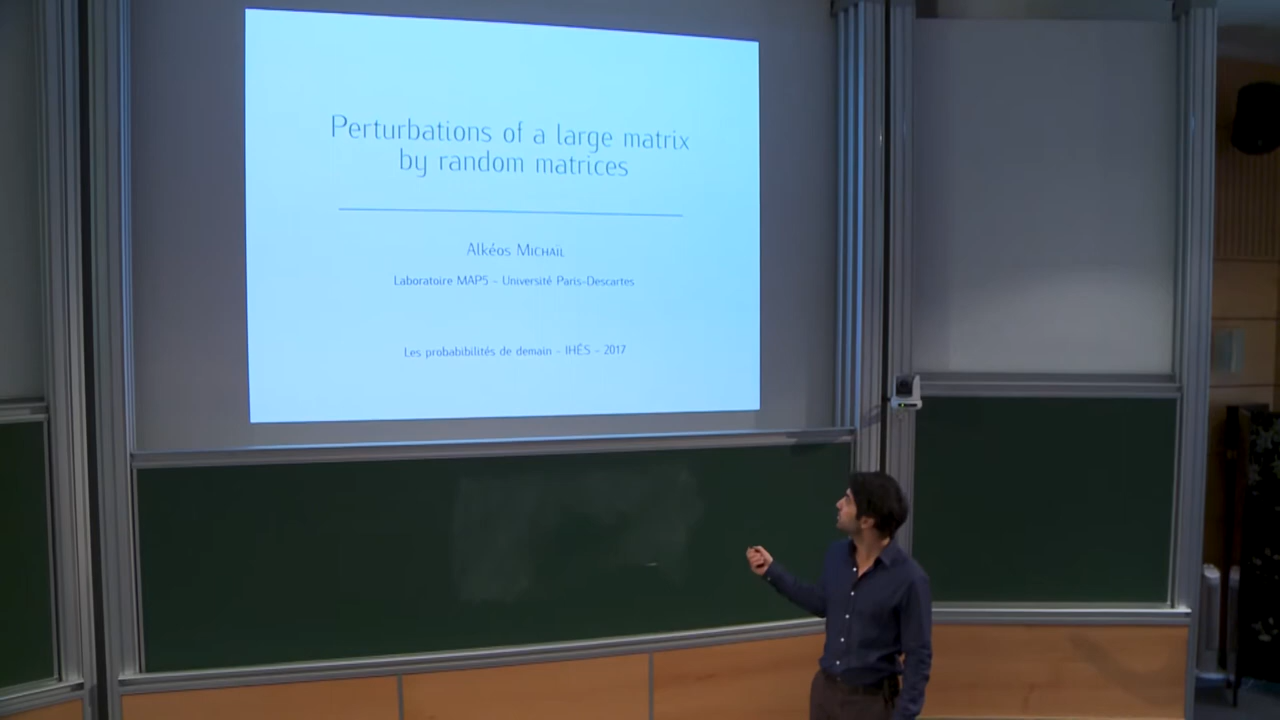 Perturbations of a large matrix
by random matrices
Alkéos MICHAÏL
Laboratoire MAP5 - Université Paris-Descartes
Les probabibilités de demain - IHÉS - 2017